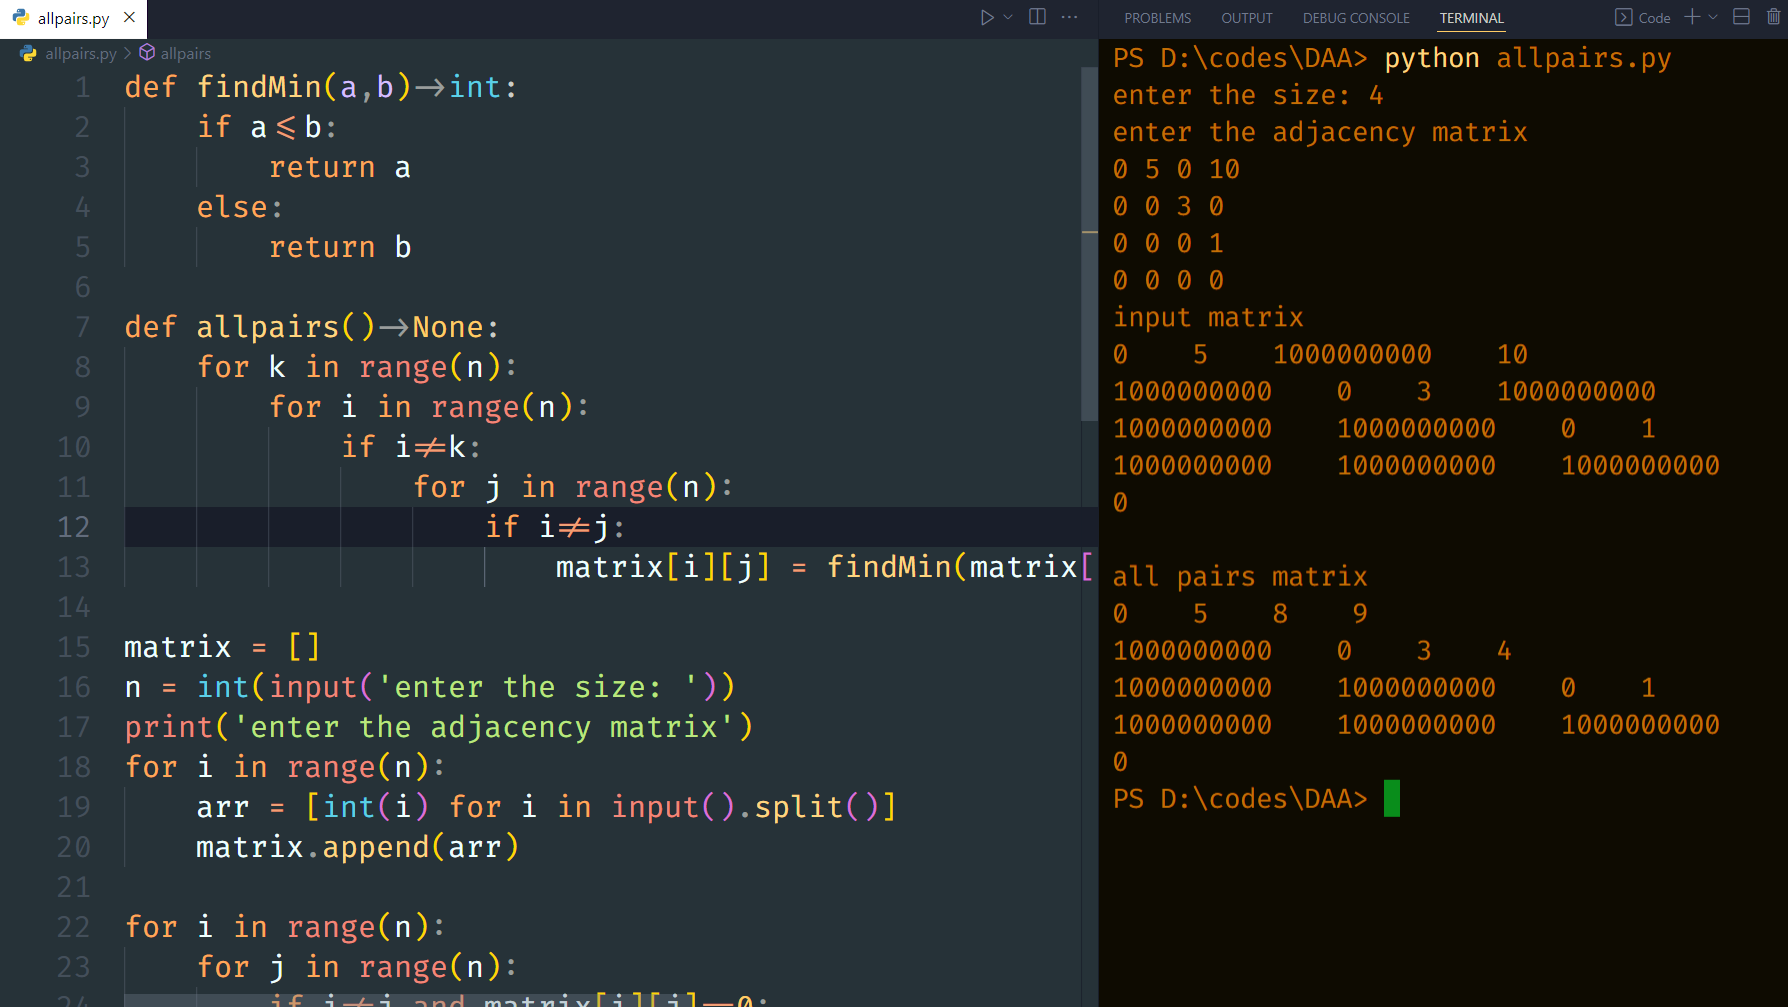 allpairs.py
allpairs.py > allpairs
1 def findMin(a,b)->int:
2 if a<=b:
3 return a
4 else:
5 return b
6
7 def allpairs()->None:
8 for k in range(n):
9 for i in range(n):
10 if i!=k:
11 for j in range(n):
12 if i!=j:
13 matrix[i][j] = findMin(matrix[
14
15 matrix = []
16 n = int(input('enter the size: '))
17 print('enter the adjacency matrix')
18 for i in range(n):
19 arr = [int(i) for i in input().split()]
20 matrix.append(arr)
21
22 for i in range(n):
23 for j in range(n):
24 if i!=j and matrix[i][j]==0:
PROBLEMS OUTPUT DEBUG CONSOLE TERMINAL Code
PS D:\codes\DAA> python allpairs.py
enter the size: 4
enter the adjacency matrix
0 5 0 10
0 0 3 0
0 0 0 1
0 0 0 0
input matrix
0 5 1000000000 10
1000000000 0 3 1000000000
1000000000 1000000000 0 1
1000000000 1000000000 1000000000
0
all pairs matrix
0 5 8 9
1000000000 0 3 4
1000000000 1000000000 0 1
1000000000 1000000000 1000000000
0
PS D:\codes\DAA>